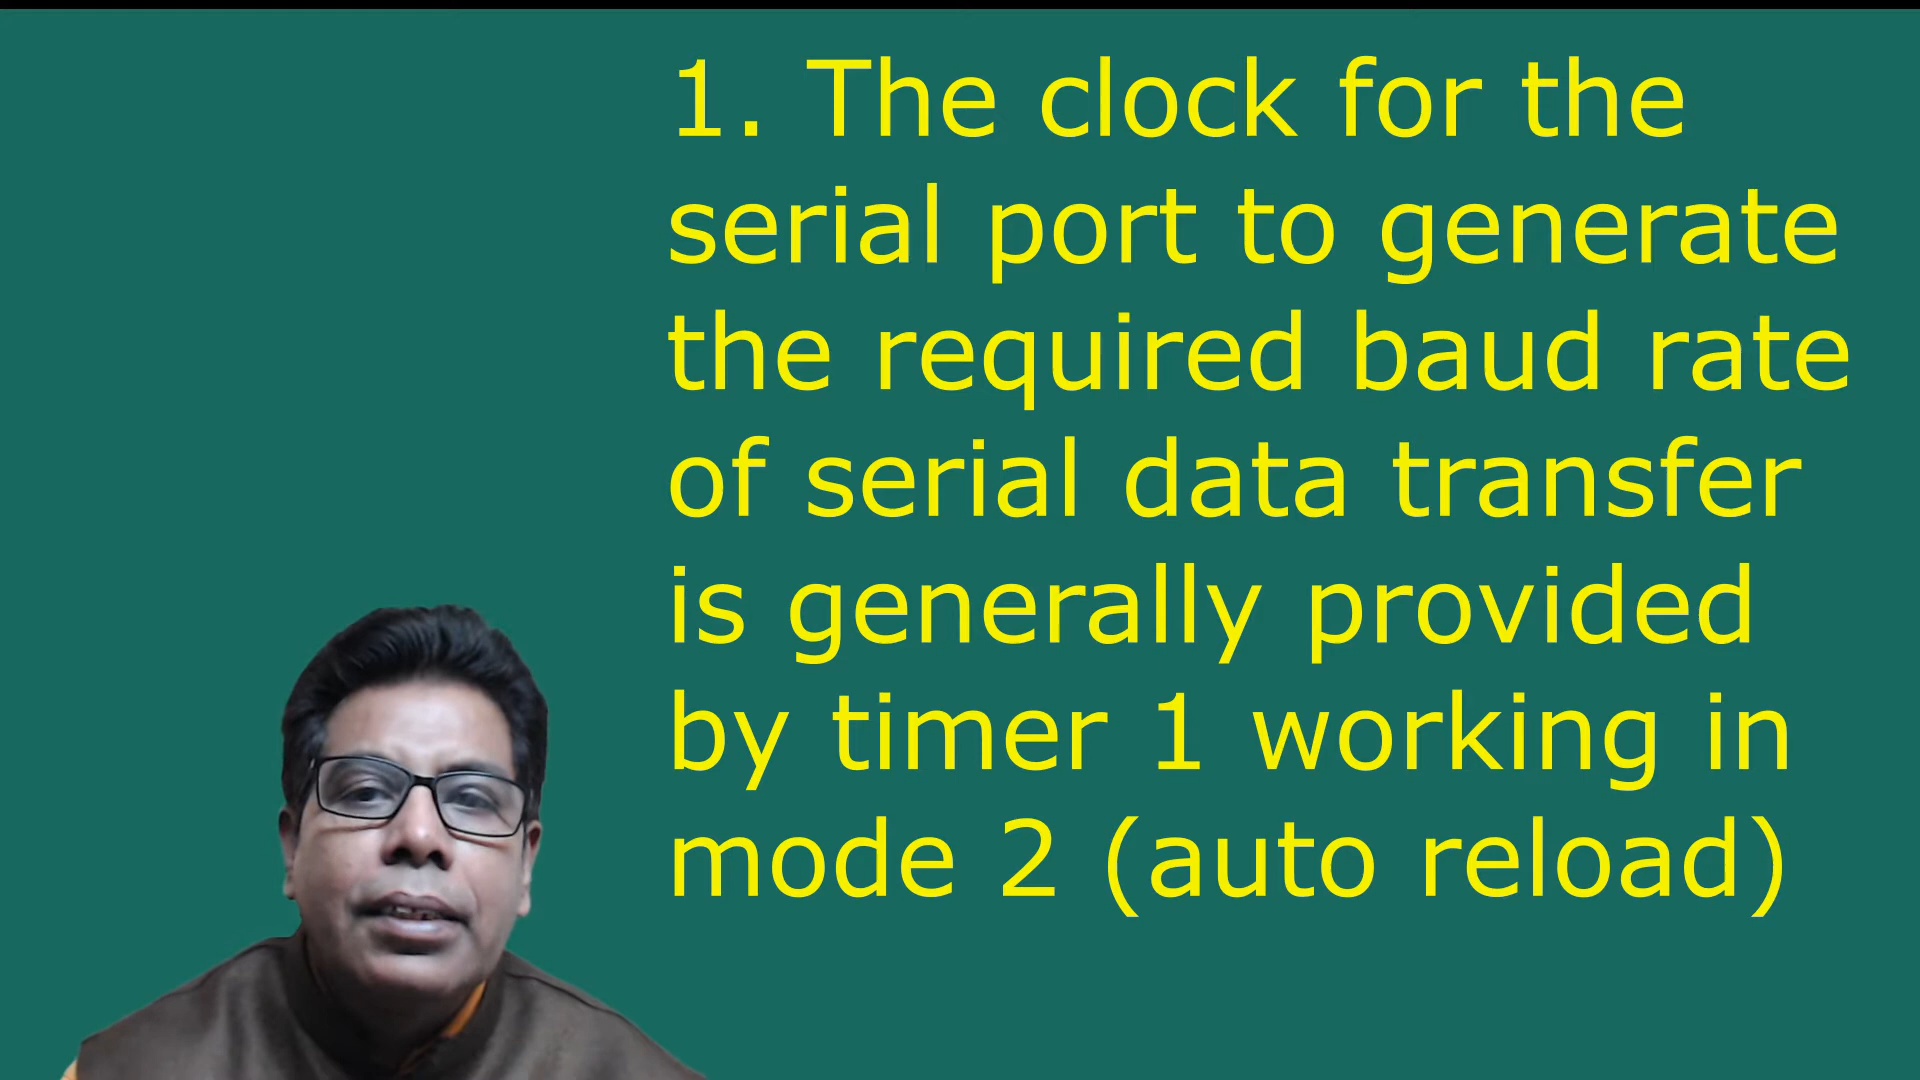 1. The clock for the
serial port to generate
the required baud rate
of serial data transfer
is generally provided
by timer 1 working in
mode 2 (auto reload)